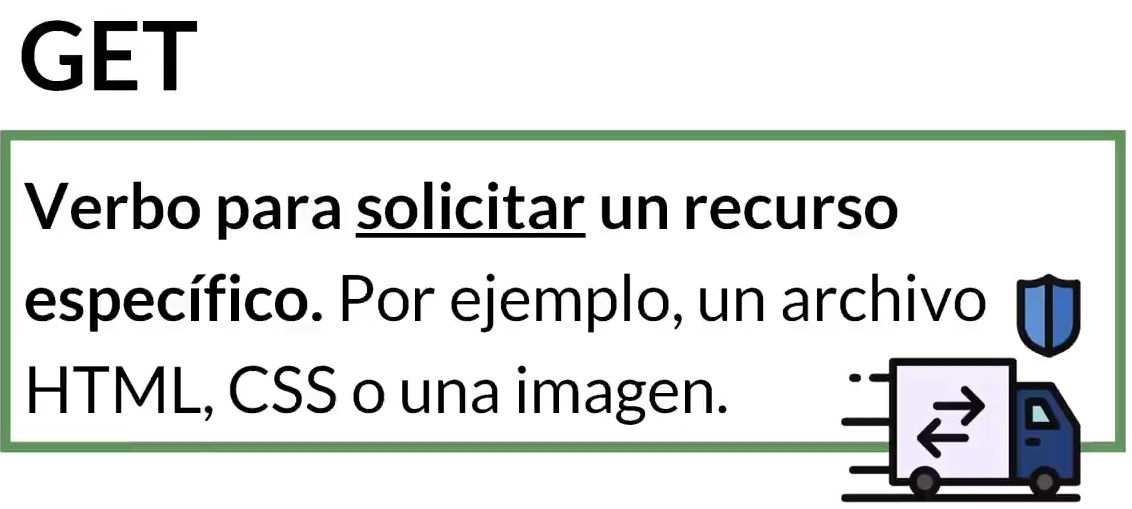 GET
Verbo para solicitar un recurso
específico. Por ejemplo, un archivo
HTML, CSS o una imagen.